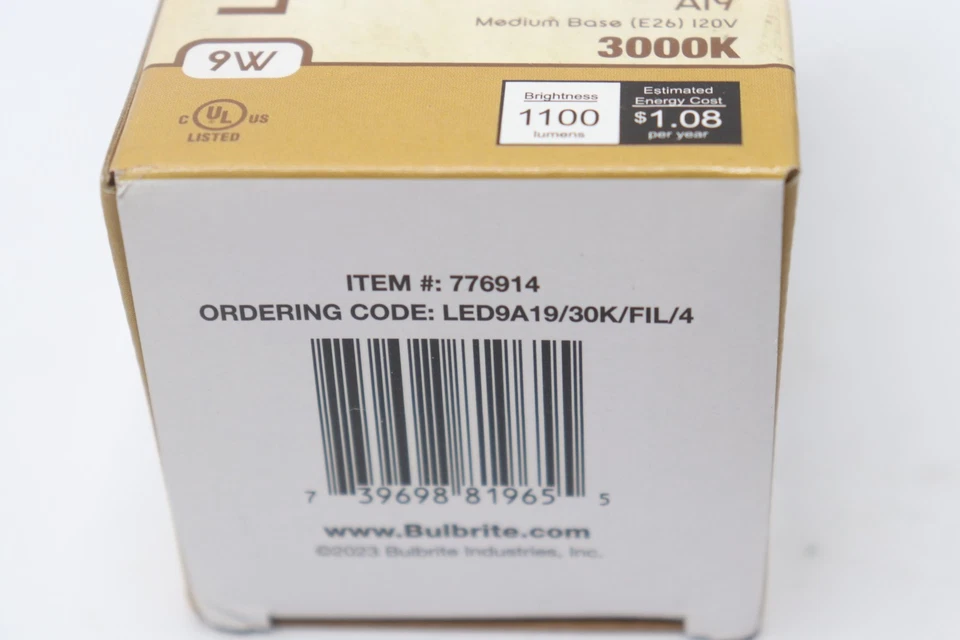 A19
Medium Base (E26) 120V
3000K
9W
C UL US
LISTED
Brightness
1100
lumens
Estimated
Energy Cost
$1.08
per year
ITEM #: 776914
ORDERING CODE: LED9A19/30K/FIL/4
7 39698 81965 5
www.Bulbrite.com
©2023 Bulbrite Industries, Inc.